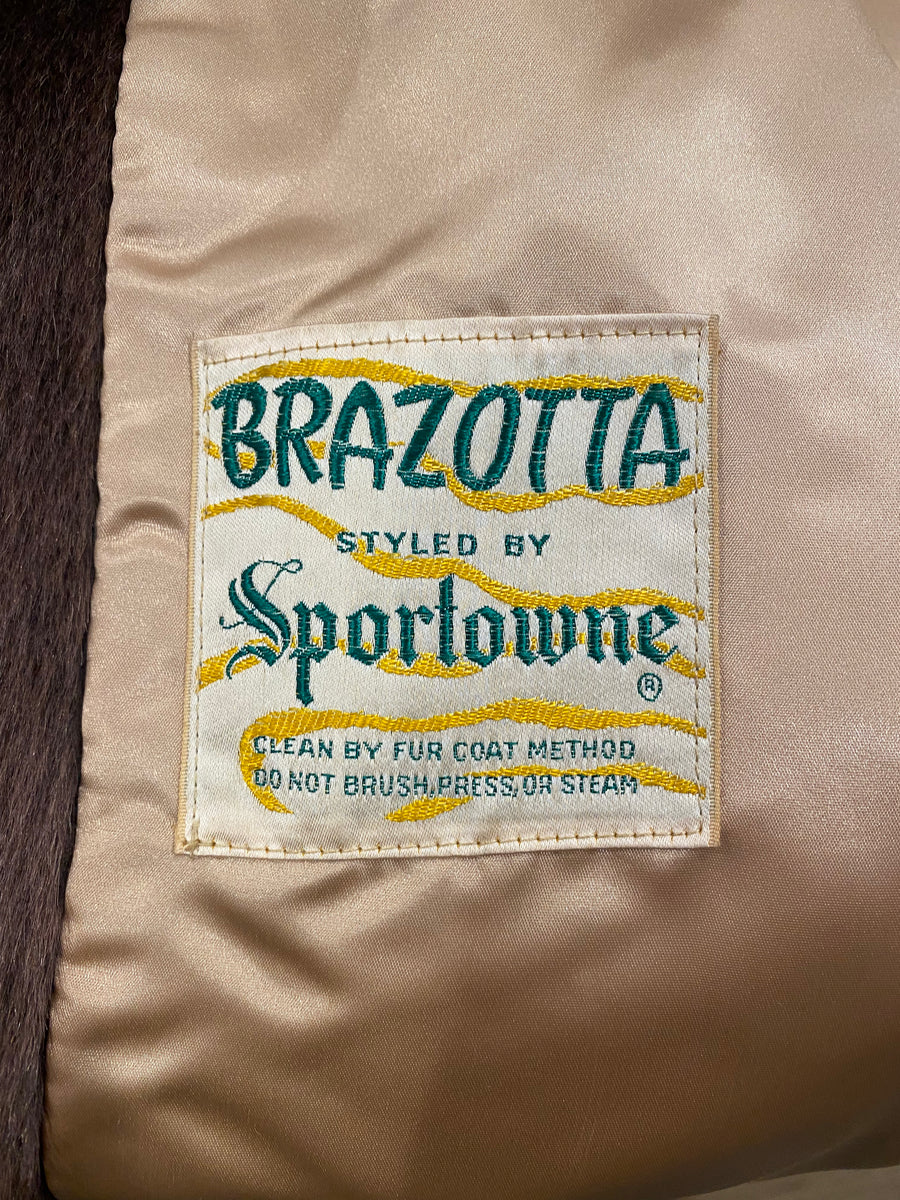 BRAZOTTA
STYLED BY
Sportowne
®
CLEAN BY FUR COAT METHOD
DO NOT BRUSH, PRESS, OR STEAM